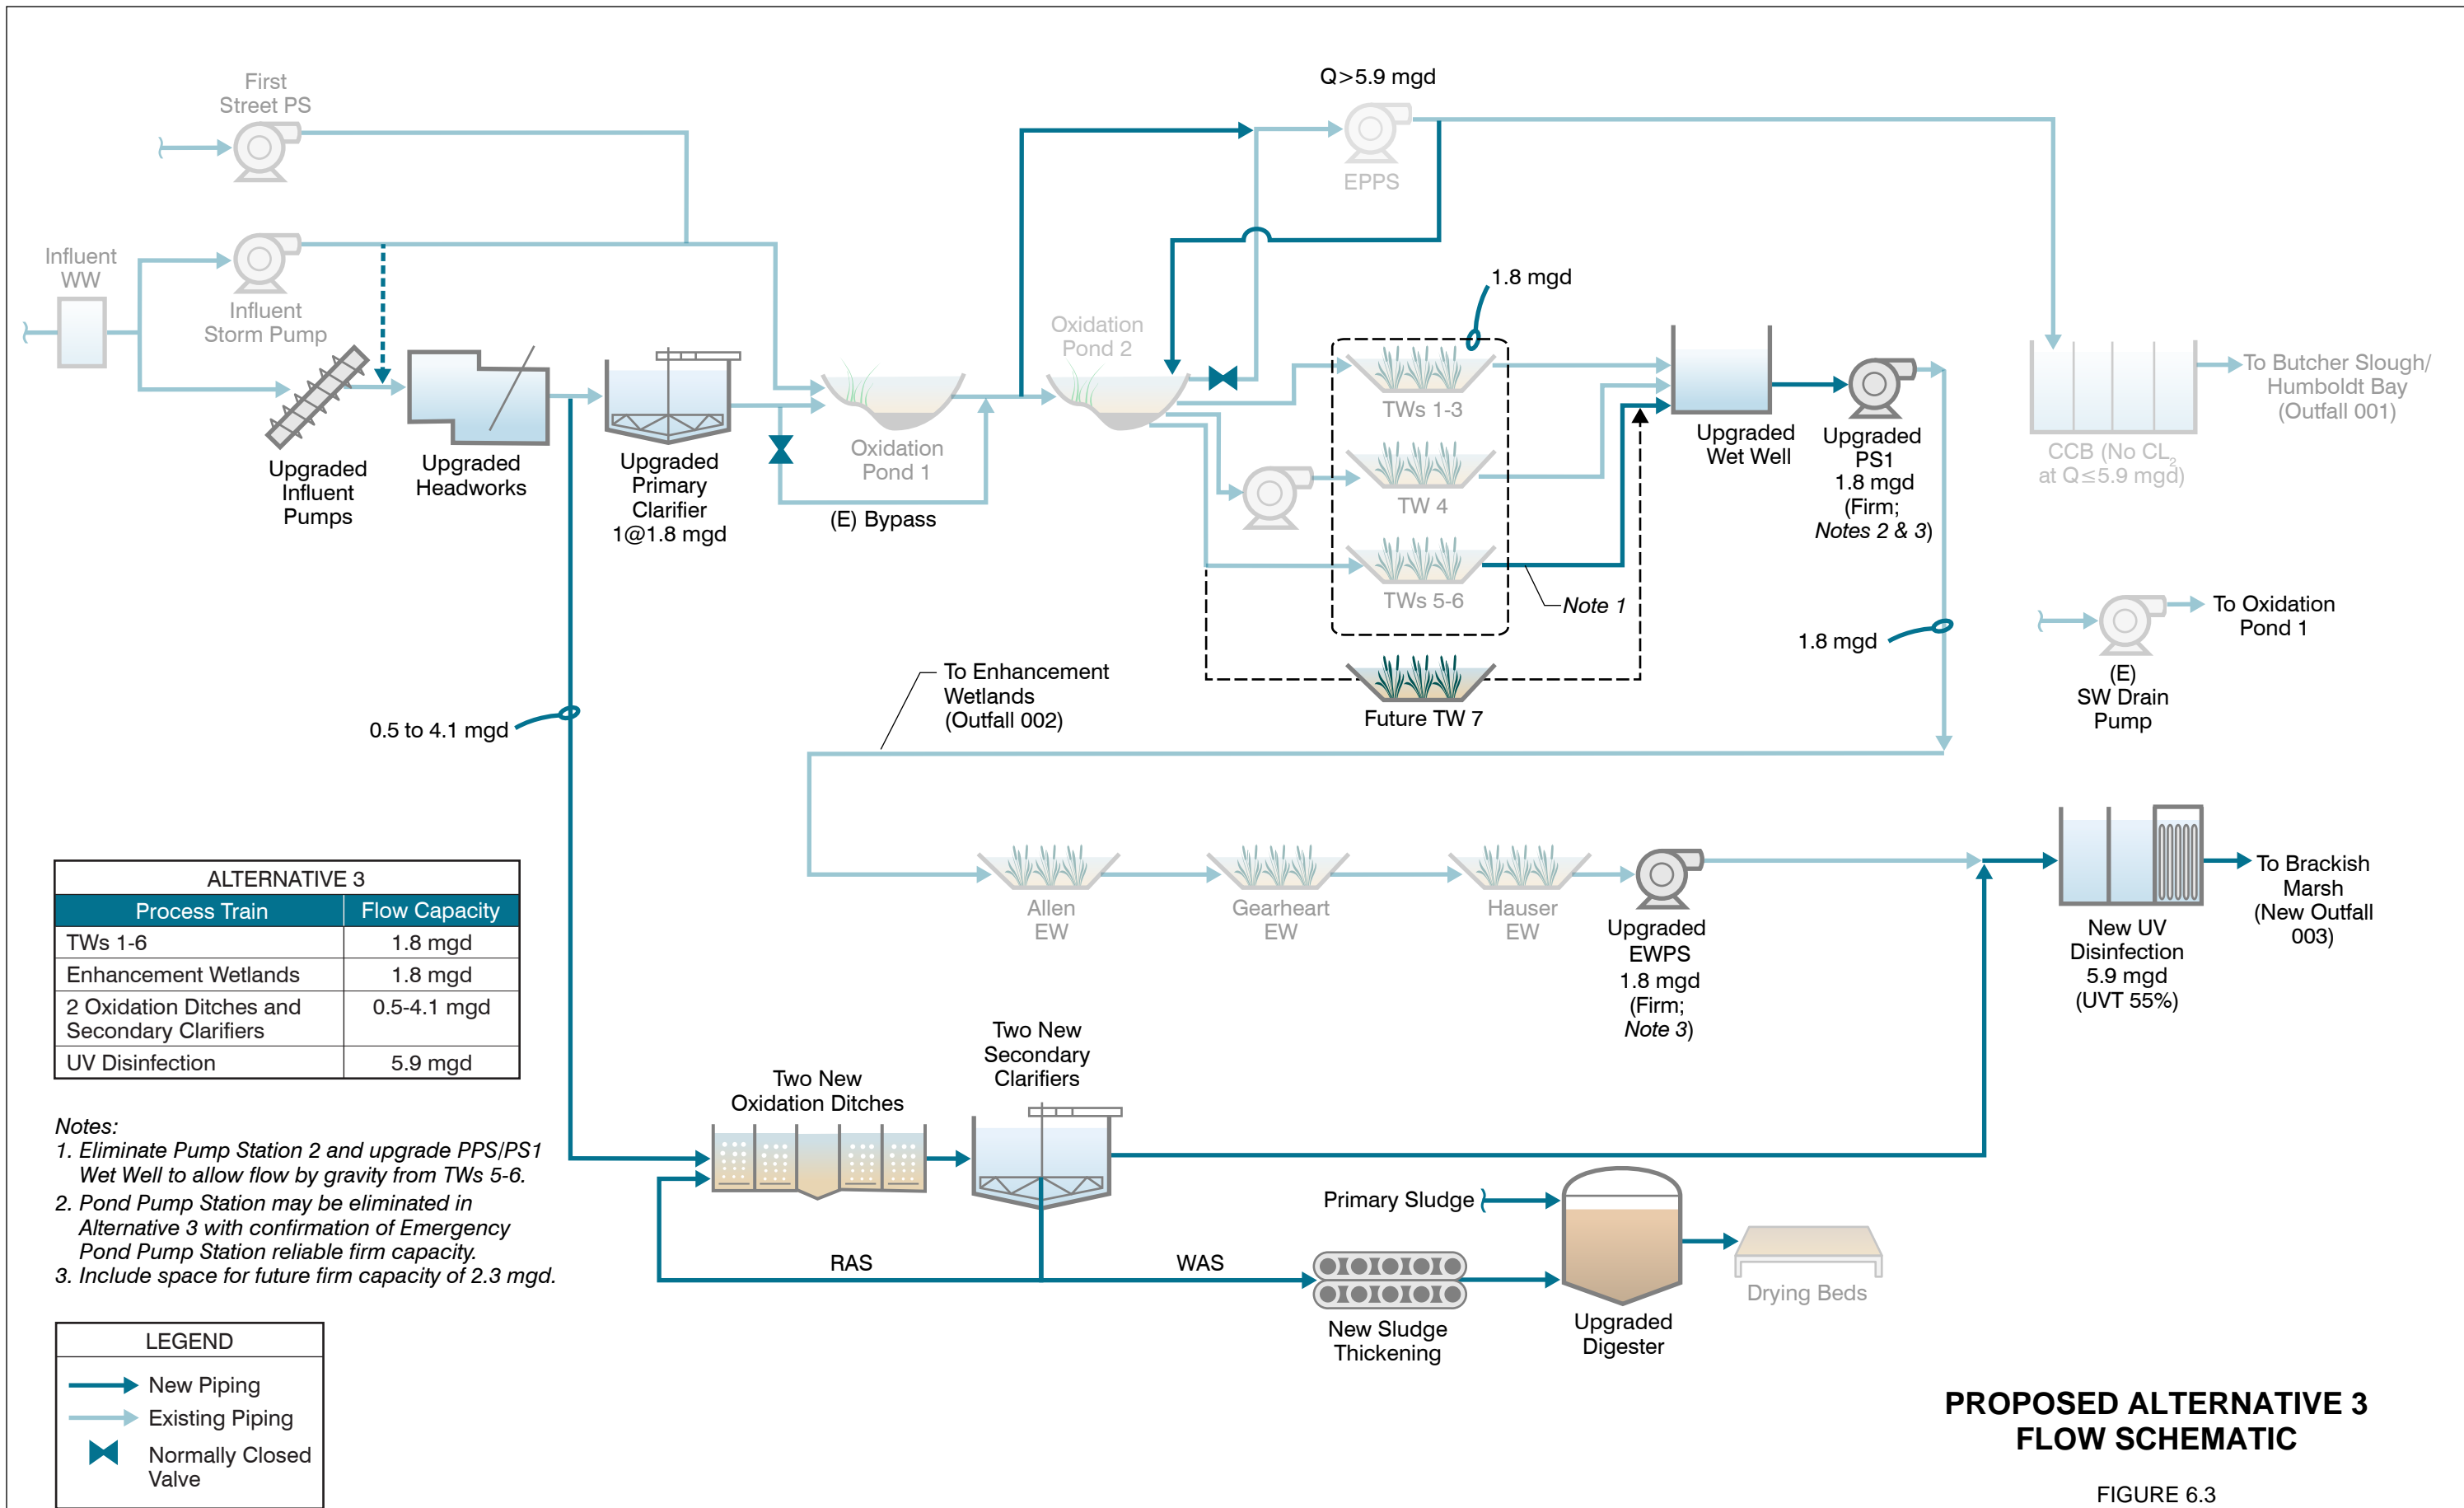 Q>5.9 mgd
First
Street PS
EPPS
Influent
WW
Influent
Storm Pump
1.8 mgd
Oxidation
Pond 2
To Butcher Slough/
Humboldt Bay
(Outfall 001)
TWs 1-3
Upgraded
Influent
Pumps
Upgraded
Headworks
Upgraded
Primary
Clarifier
1@1.8 mgd
Oxidation
Pond 1
(E) Bypass
TW 4
Upgraded
Wet Well
Upgraded
PS1
1.8 mgd
(Firm;
Notes 2 & 3)
CCB (No CL2
at Q≤5.9 mgd)
TWs 5-6
Note 1
To Oxidation
Pond 1
1.8 mgd
(E)
SW Drain
Pump
To Enhancement
Wetlands
(Outfall 002)
Future TW 7
0.5 to 4.1 mgd
Allen
EW
Gearheart
EW
Hauser
EW
Upgraded
EWPS
1.8 mgd
(Firm;
Note 3)
New UV
Disinfection
5.9 mgd
(UVT 55%)
To Brackish
Marsh
(New Outfall
003)
ALTERNATIVE 3
Process Train Flow Capacity
TWs 1-6 1.8 mgd
Enhancement Wetlands 1.8 mgd
2 Oxidation Ditches and 0.5-4.1 mgd
Secondary Clarifiers
UV Disinfection 5.9 mgd
Two New
Oxidation Ditches
Two New
Secondary
Clarifiers
Notes:
1. Eliminate Pump Station 2 and upgrade PPS/PS1
Wet Well to allow flow by gravity from TWs 5-6.
2. Pond Pump Station may be eliminated in
Alternative 3 with confirmation of Emergency
Pond Pump Station reliable firm capacity.
3. Include space for future firm capacity of 2.3 mgd.
Primary Sludge
RAS
WAS
New Sludge
Thickening
Upgraded
Digester
Drying Beds
LEGEND
New Piping
Existing Piping
Normally Closed
Valve
PROPOSED ALTERNATIVE 3
FLOW SCHEMATIC
FIGURE 6.3